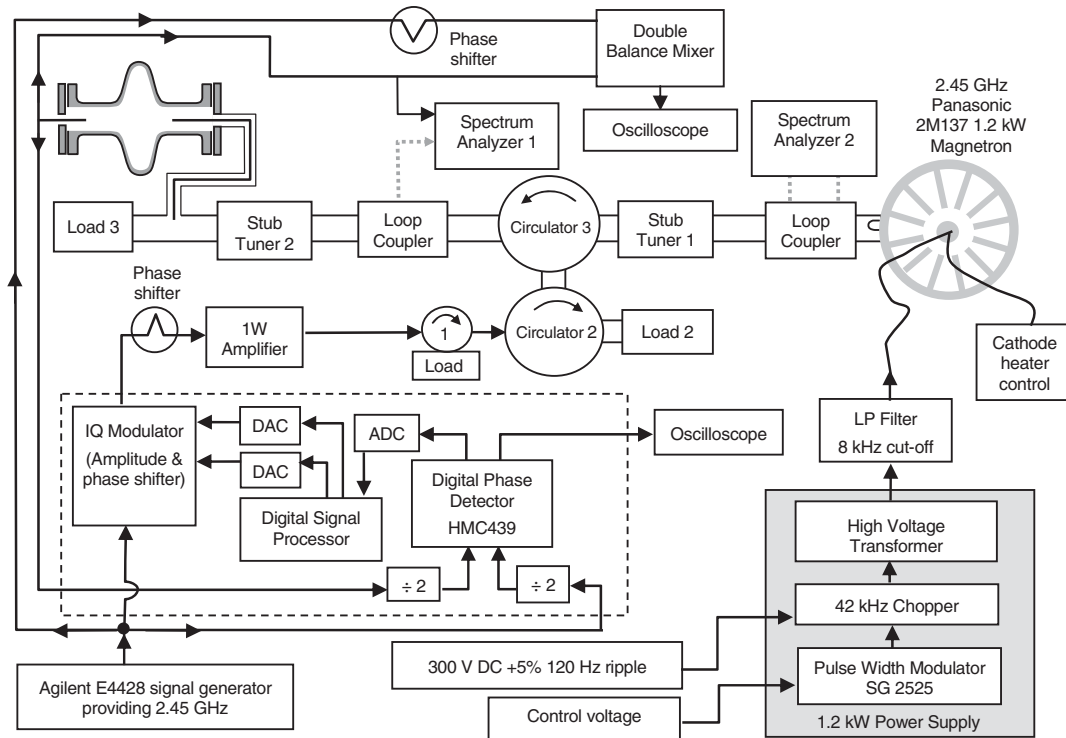 Phase
shifter
Double
Balance Mixer
2.45 GHz
Panasonic
2M137 1.2 kW
Magnetron
Spectrum
Analyzer 1
Oscilloscope
Spectrum
Analyzer 2
Load 3
Stub
Tuner 2
Loop
Coupler
Circulator 3
Stub
Tuner 1
Loop
Coupler
Phase
shifter
1W
Amplifier
1
Load
Circulator 2
Load 2
Cathode
heater
control
IQ Modulator
(Amplitude &
phase shifter)
DAC
DAC
ADC
Digital Signal
Processor
Digital Phase
Detector
HMC439
Oscilloscope
LP Filter
8 kHz cut-off
÷ 2
÷ 2
High Voltage
Transformer
42 kHz Chopper
Pulse Width Modulator
SG 2525
1.2 kW Power Supply
300 V DC +5% 120 Hz ripple
Control voltage
Agilent E4428 signal generator
providing 2.45 GHz